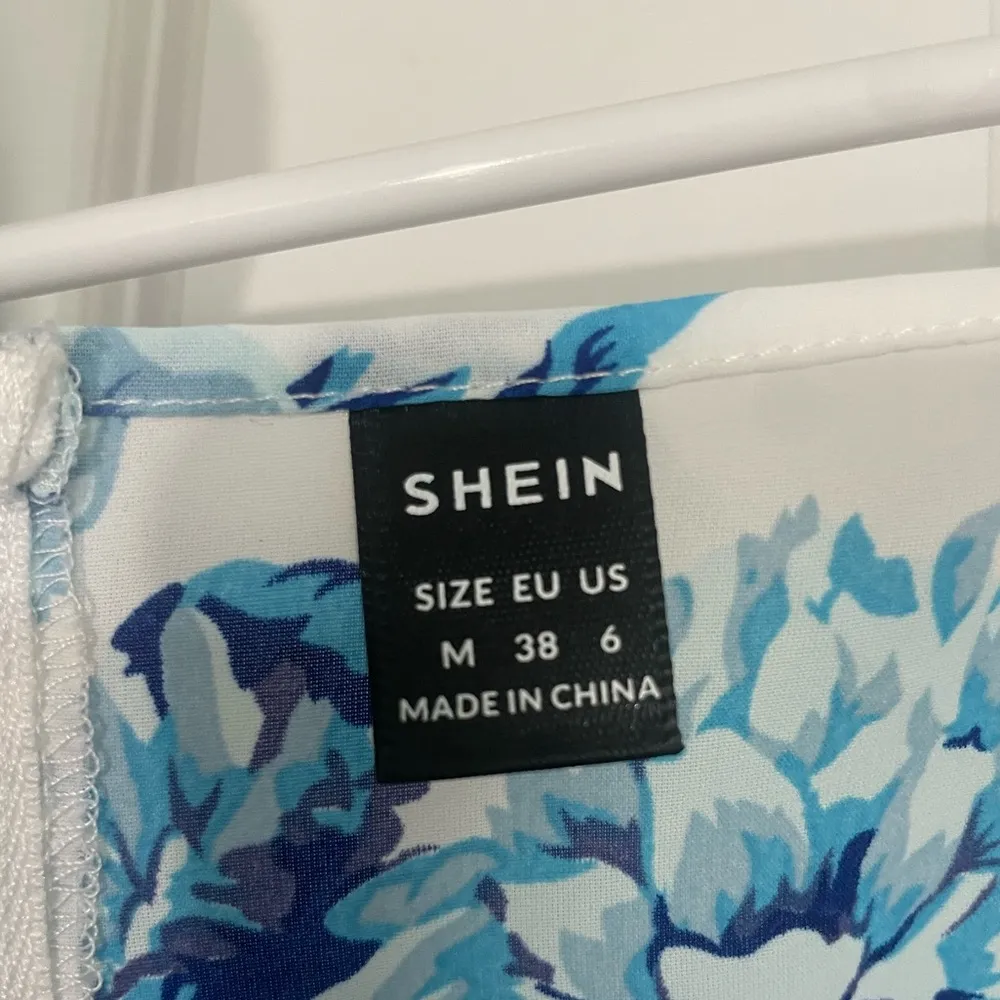 SHEIN
SIZE EU US
M 38 6
MADE IN CHINA